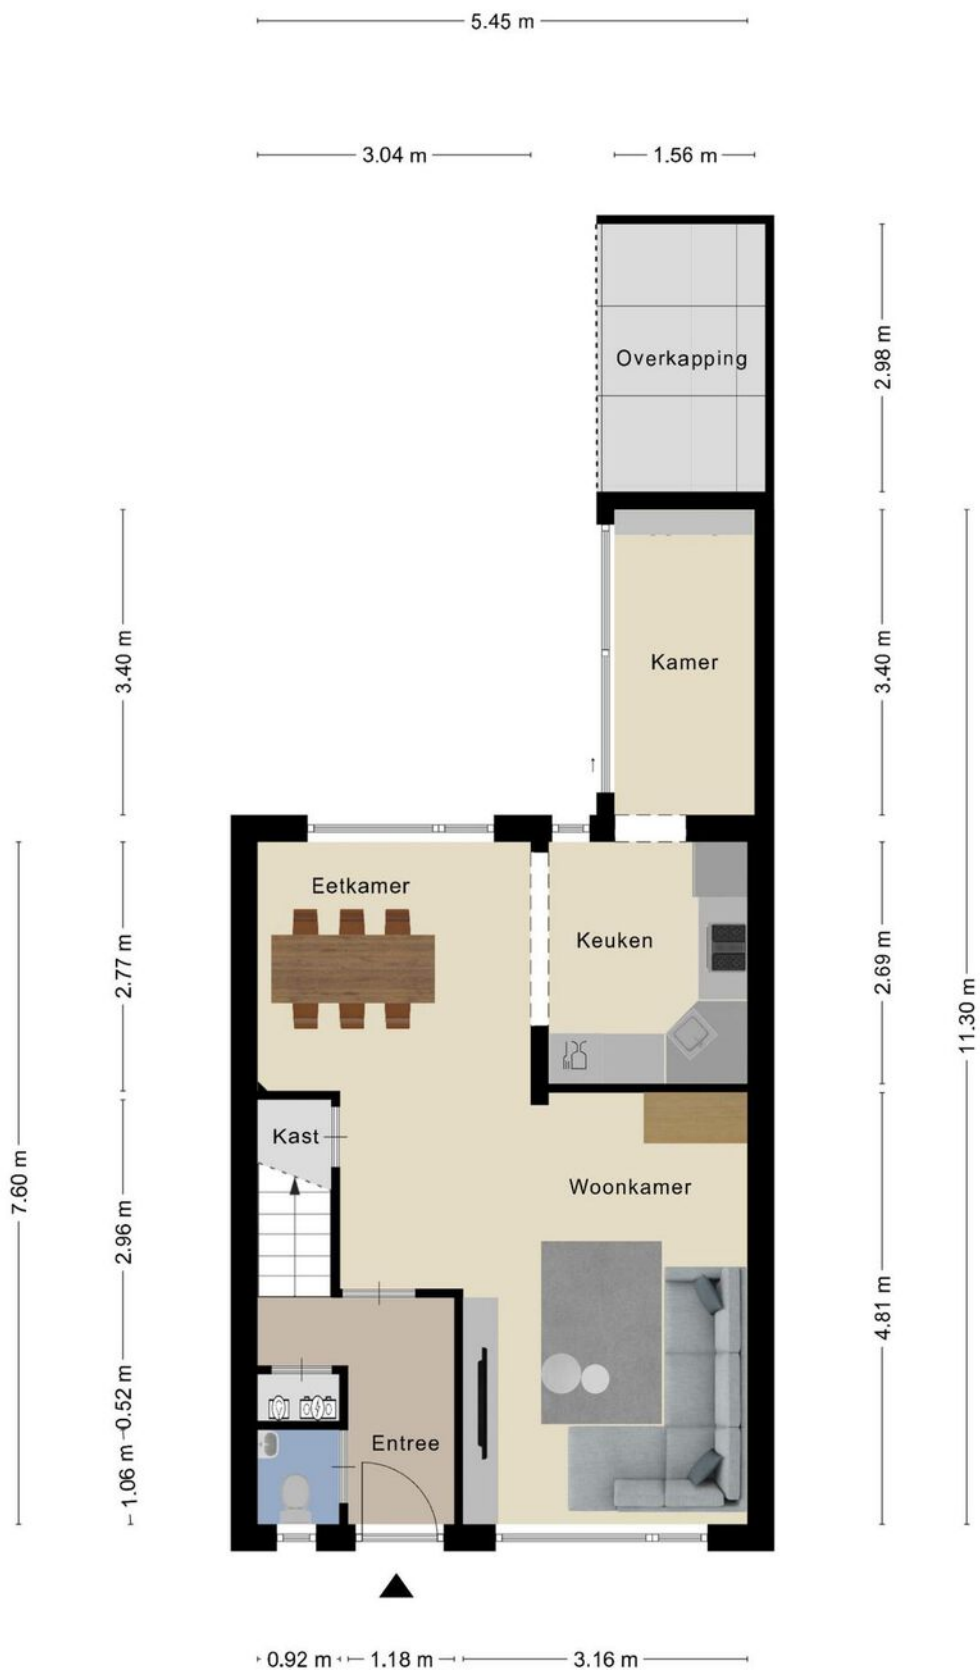 5.45 m
3.04 m
1.56 m
Overkapping
2.98 m
3.40 m
Kamer
3.40 m
Eetkamer
Keuken
2.77 m
2.69 m
11.30 m
Kast
7.60 m
Woonkamer
2.96 m
4.81 m
0.52 m
Entree
1.06 m
0.92 m
1.18 m
3.16 m